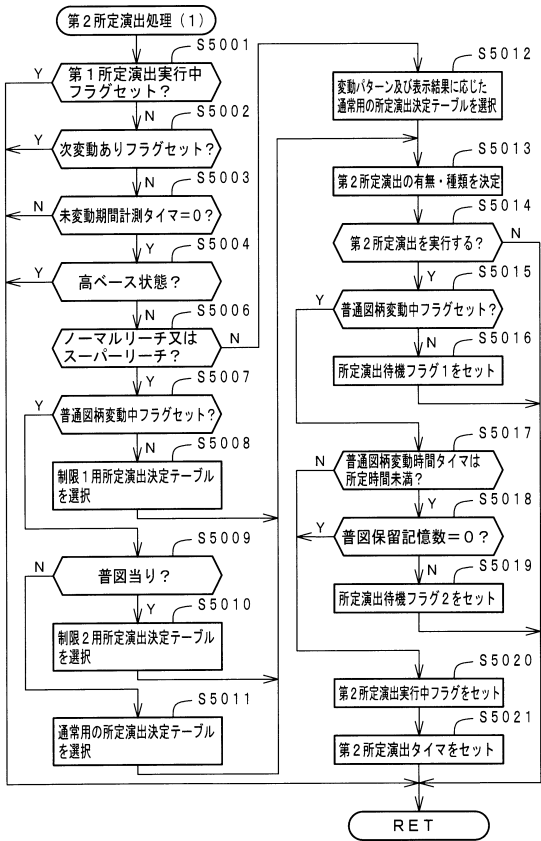 第２所定演出処理（１）
S5001
第１所定演出実行中
フラグセット？
Y
N
S5002
次変動ありフラグセット？
Y
N
S5003
未変動期間計測タイマ＝０？
N
Y
S5004
高ベース状態？
Y
N
S5006
ノーマルリーチ又は
スーパーリーチ？
N
Y
S5007
普通図柄変動中フラグセット？
Y
N
S5008
制限１用所定演出決定テーブル
を選択
S5009
普図当り？
N
Y
S5010
制限２用所定演出決定テーブル
を選択
S5011
通常用の所定演出決定テーブル
を選択
S5012
変動パターン及び表示結果に応じた
通常用の所定演出決定テーブルを選択
S5013
第２所定演出の有無・種類を決定
S5014
第２所定演出を実行する？
N
Y
S5015
普通図柄変動中フラグセット？
Y
N
S5016
所定演出待機フラグ１をセット
S5017
普通図柄変動時間タイマは
所定時間未満？
N
Y
S5018
普図保留記憶数＝０？
Y
N
S5019
所定演出待機フラグ２をセット
S5020
第２所定演出実行中フラグをセット
S5021
第２所定演出タイマをセット
RET